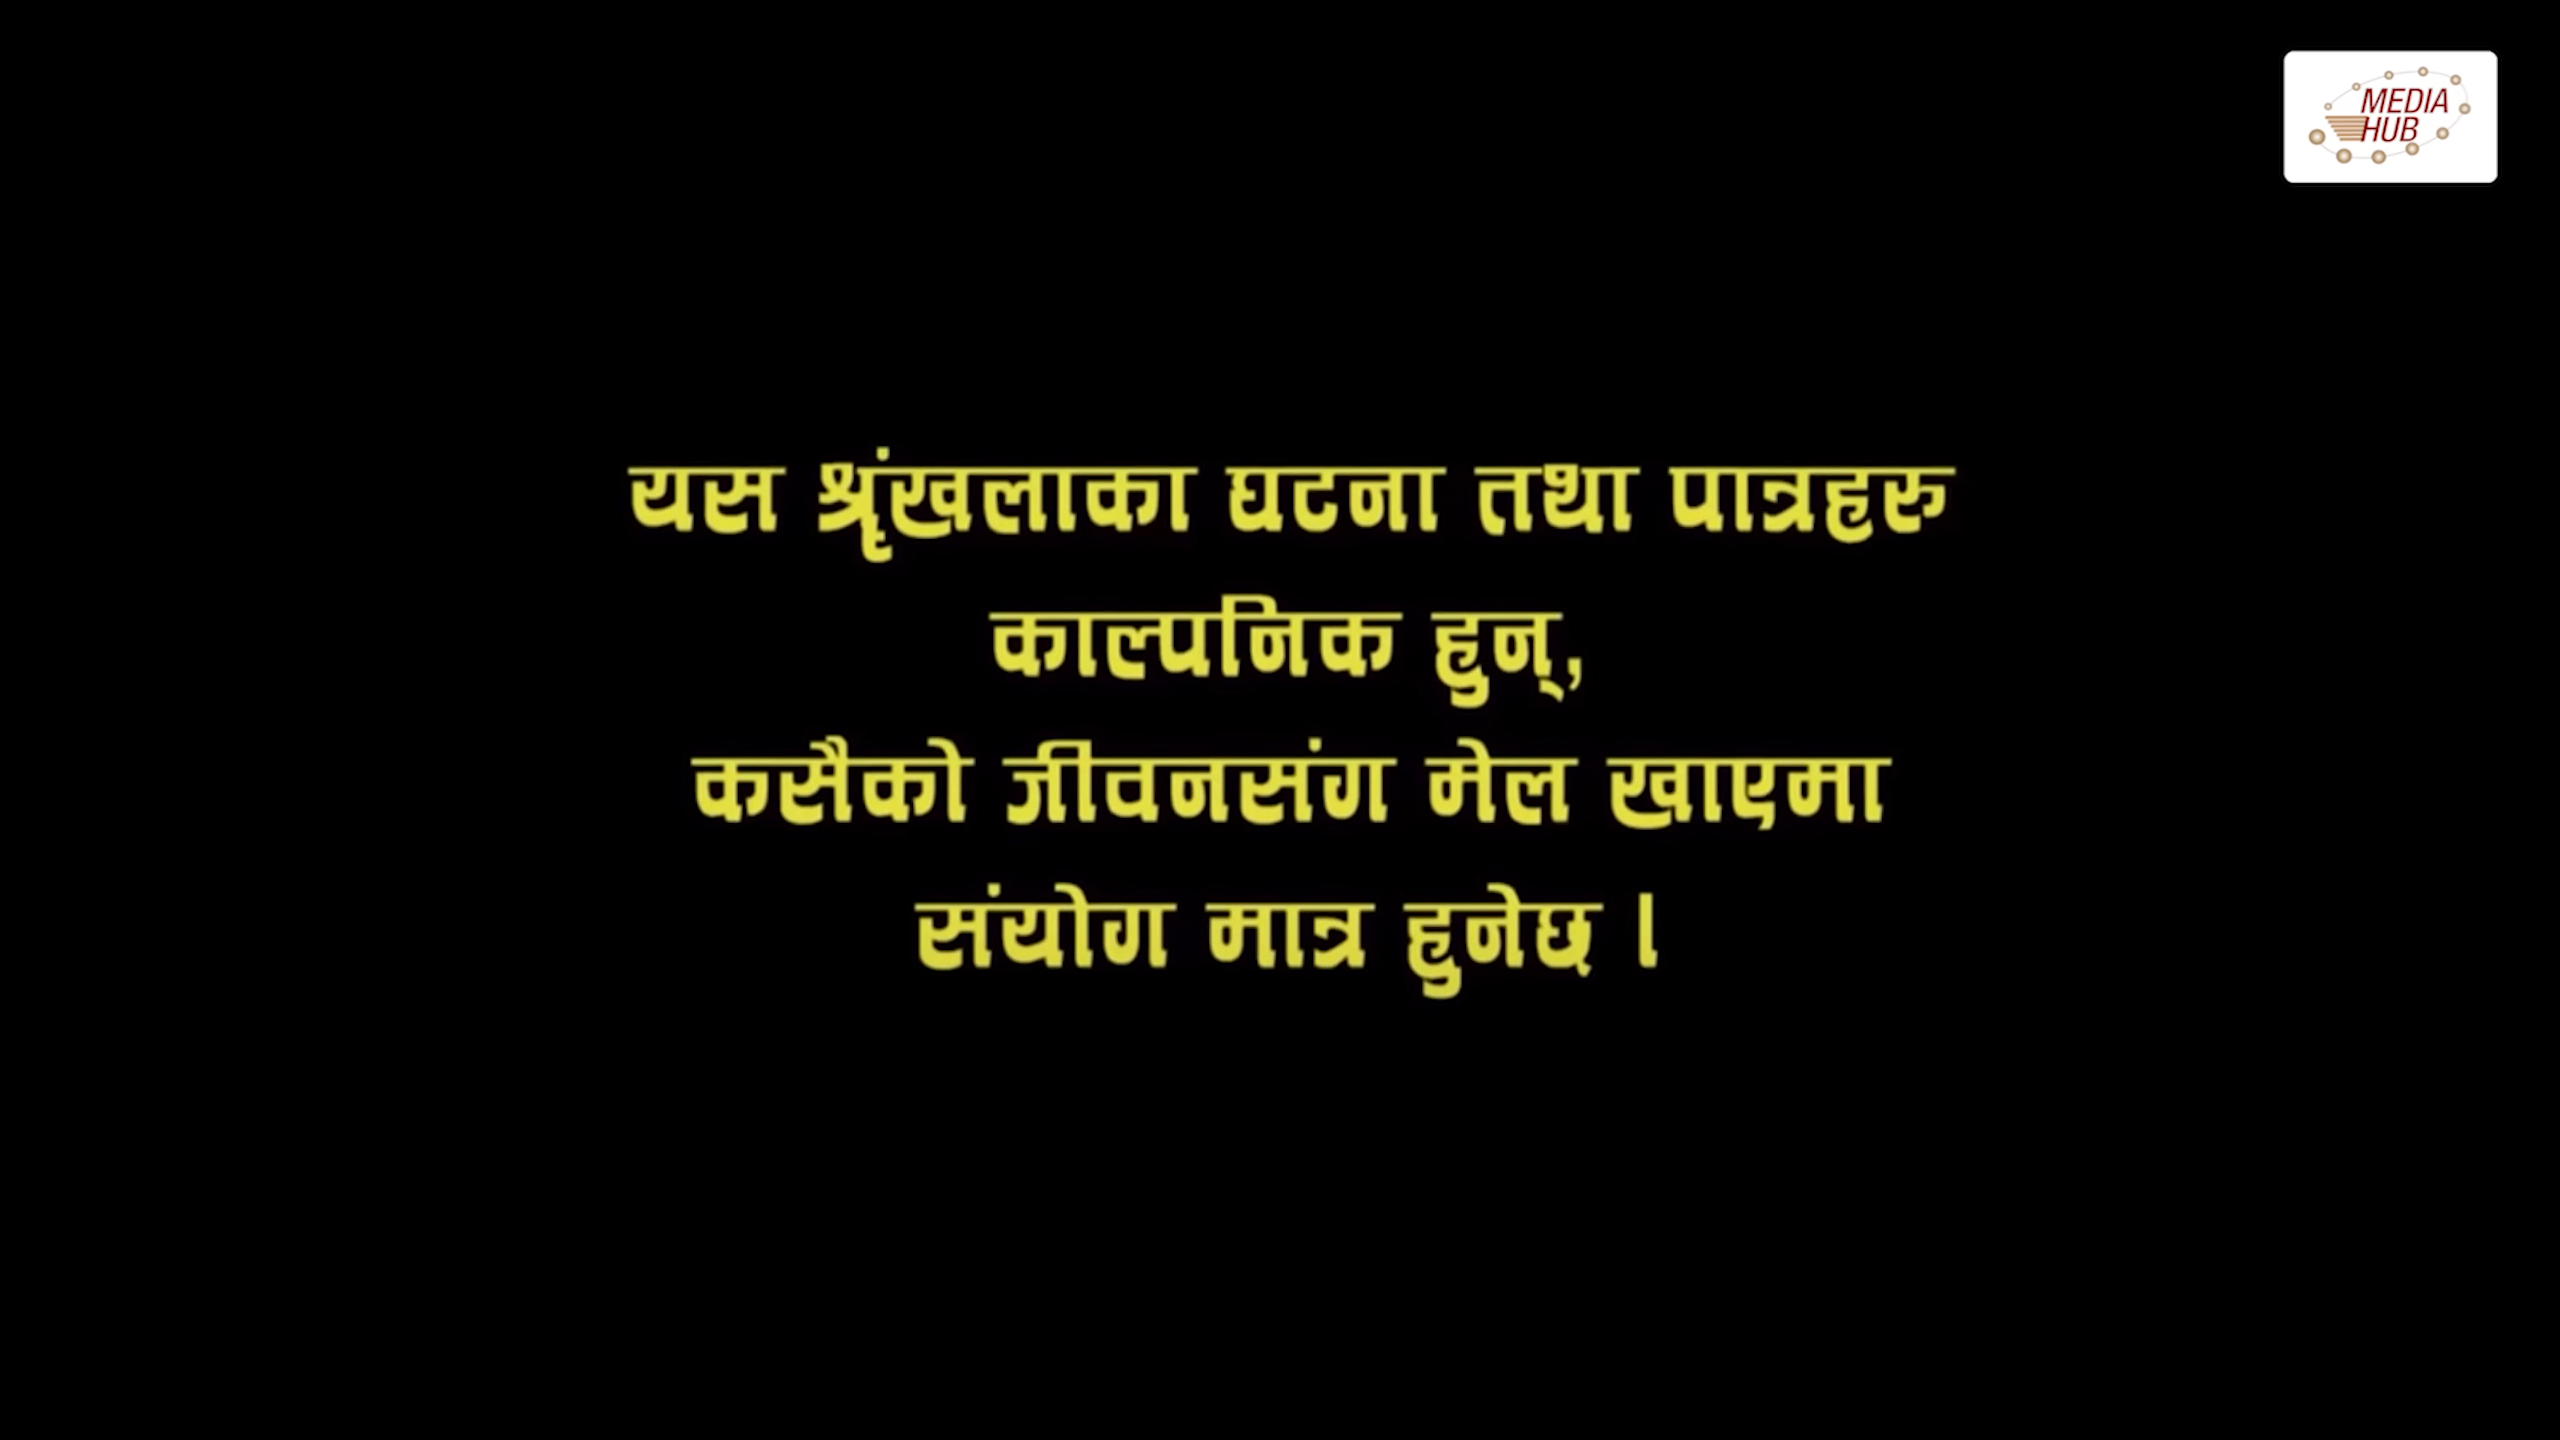 MEDIA
HUB
यस श्रृंखलाका घटना तथा पात्रहरु
काल्पनिक हुन्,
कसैको जीवनसंग मेल खाएमा
संयोग मात्र हुनेछ ।